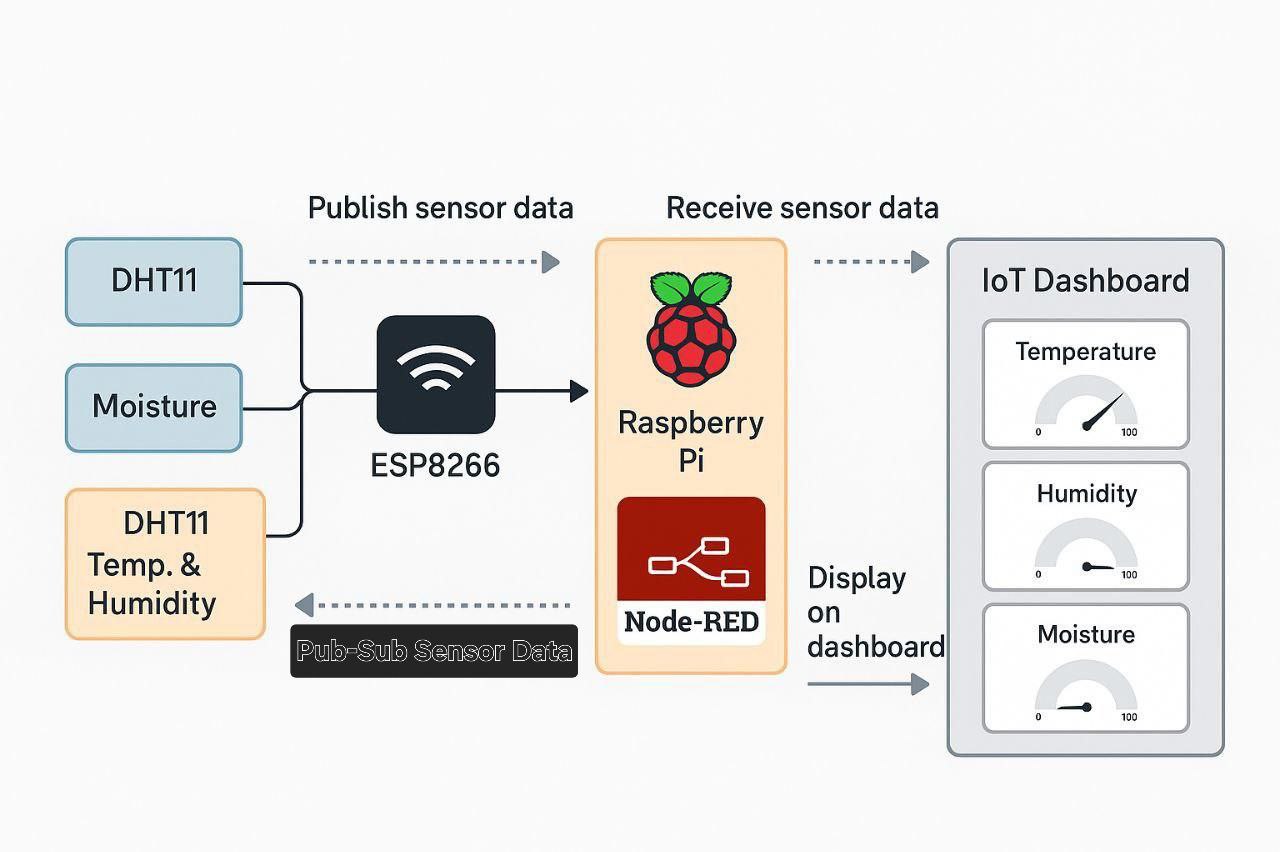 Publish sensor data
Receive sensor data
DHT11
Moisture
DHT11
Temp. &
Humidity
ESP8266
Pub-Sub Sensor Data
Raspberry
Pi
Node-RED
Display
on
dashboard
IoT Dashboard
Temperature
0 100
Humidity
0 100
Moisture
0 100